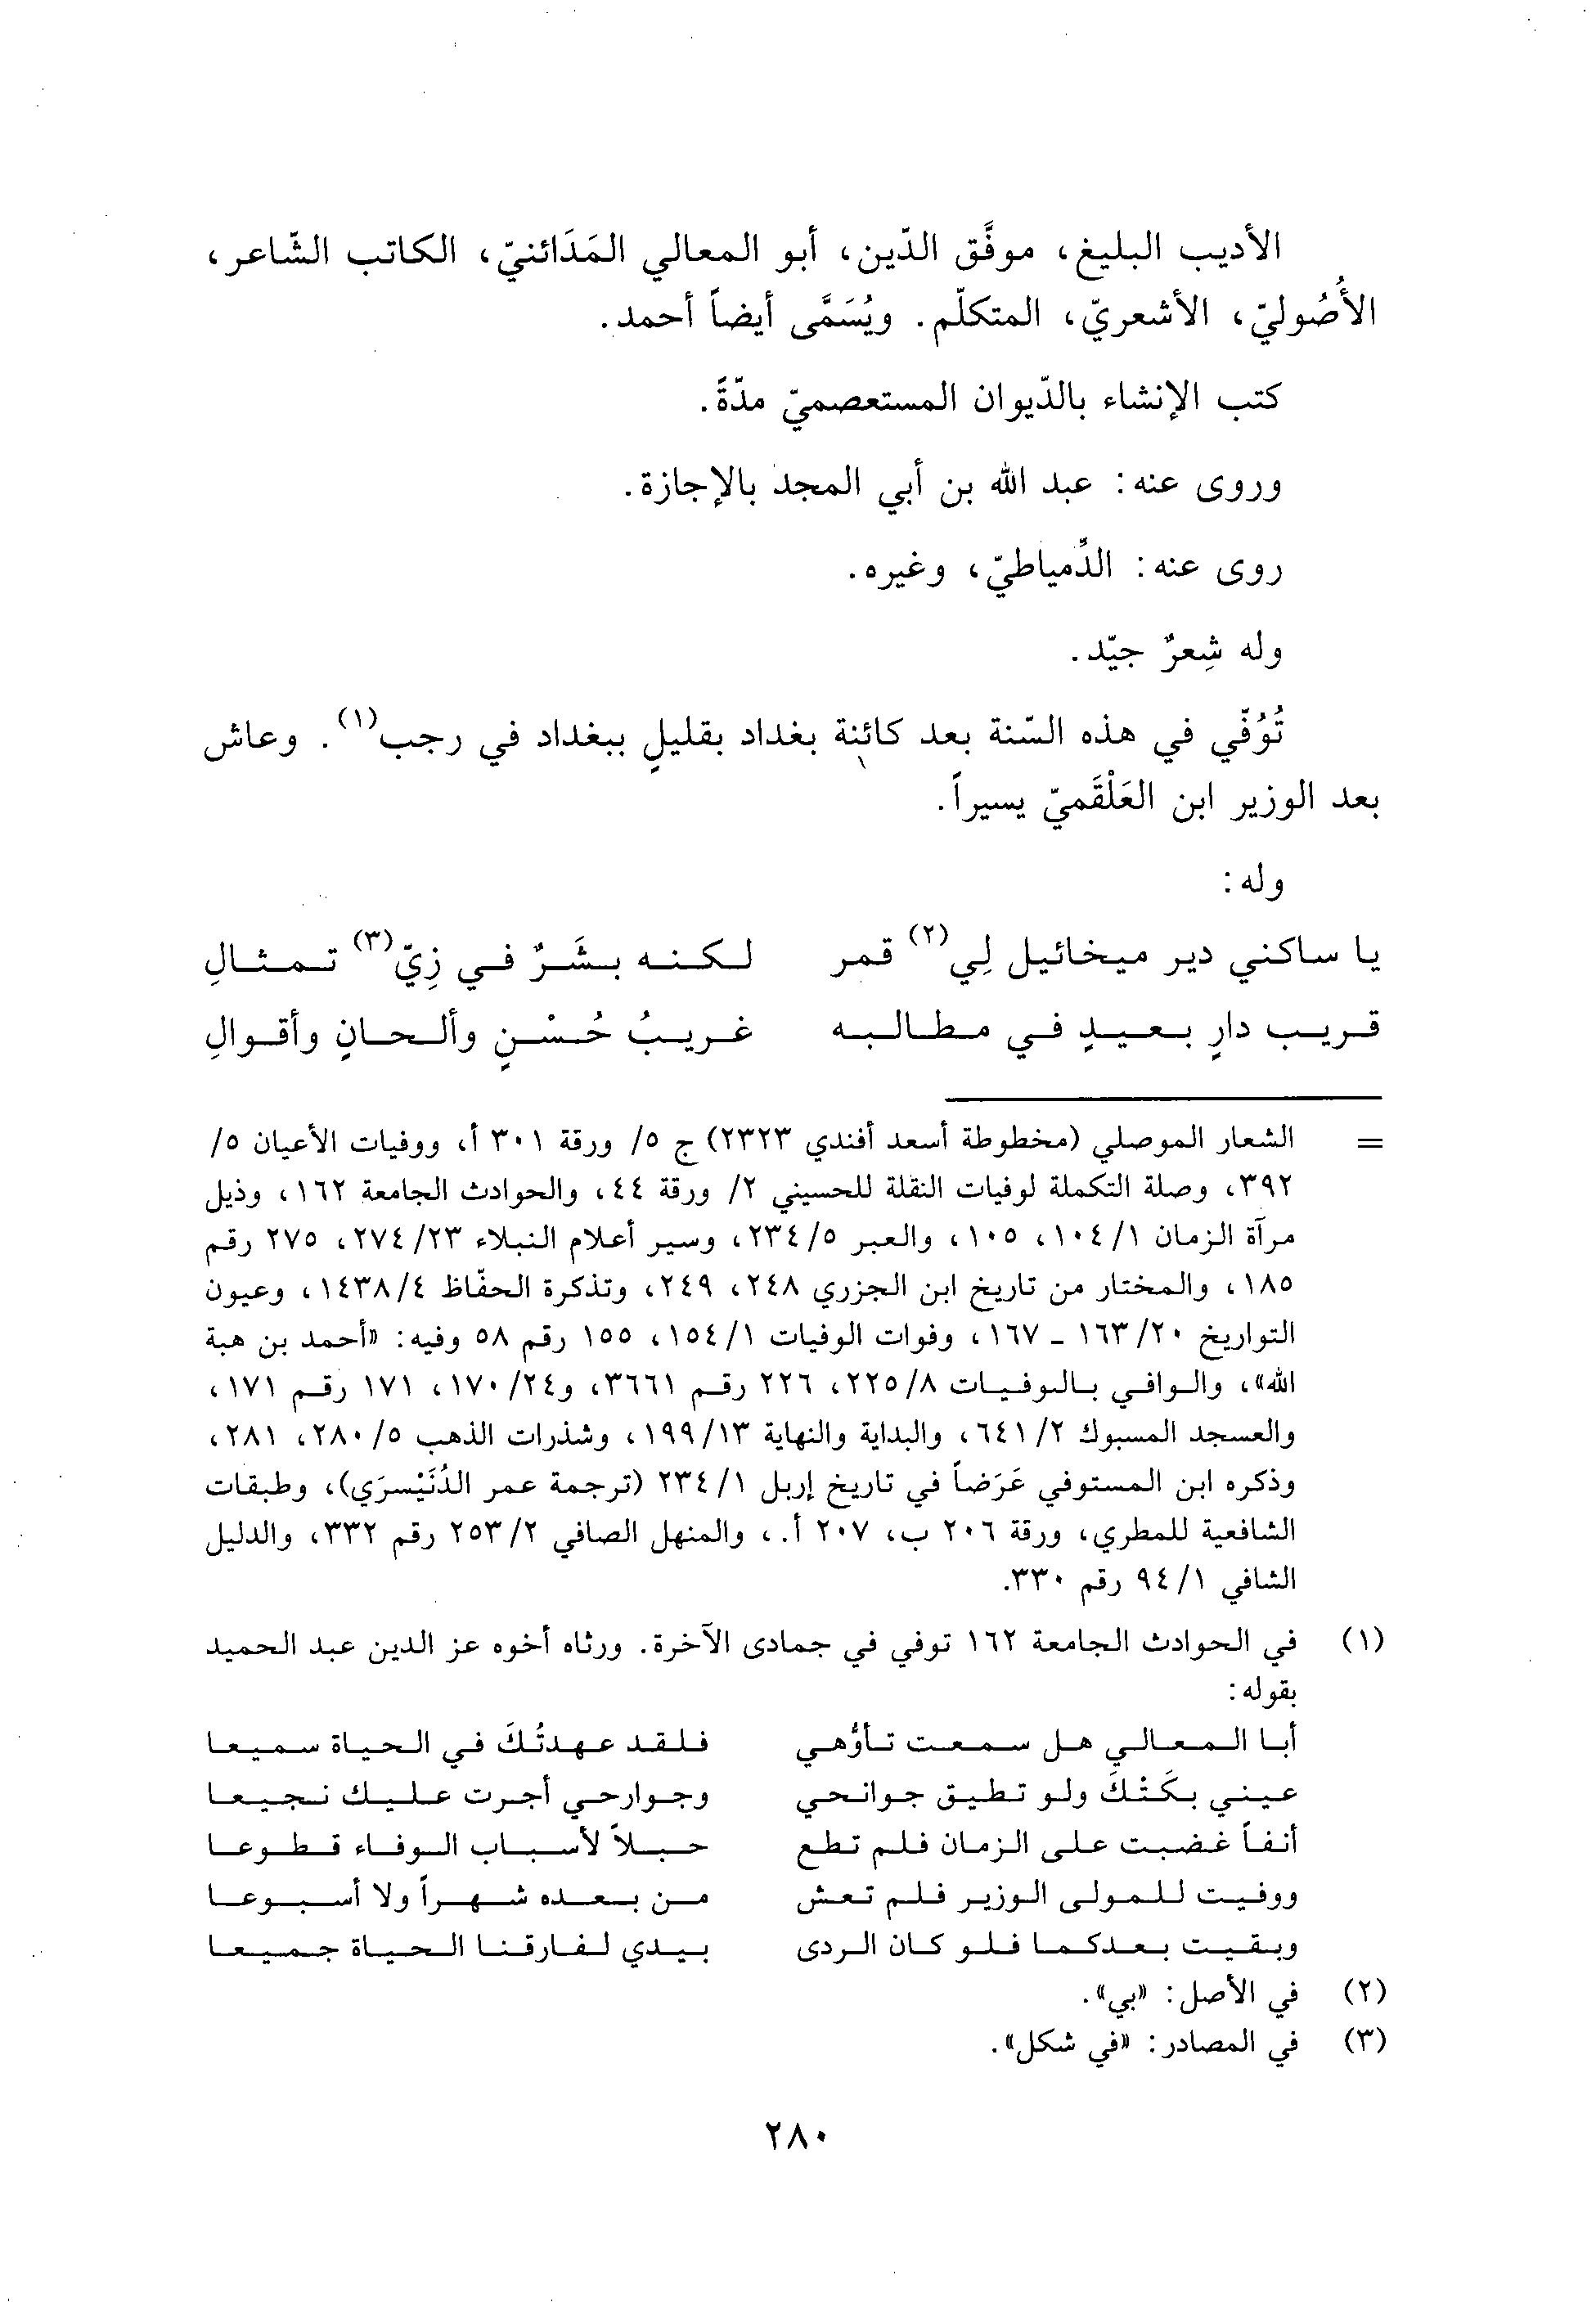 الأديب البليغ، موفَّق الدّين، أبو المعالي المَدَائنيّ، الكاتب الشّاعر،
الأُصُوليّ، الأشعريّ، المتكلّم. ويُسَمَّى أيضاً أحمد.
كتب الإنشاء بالدّيوان المستعصميّ مدّةً.
وروى عنه: عبد الله بن أبي المجد بالإجازة.
روى عنه: الدِّمياطيّ، وغيره.
وله شِعرٌ جيّد.
تُوُفّي في هذه السّنة بعد كائنة بغداد بقليلٍ ببغداد في رجب(١). وعاش
بعد الوزير ابن العَلْقَميّ يسيراً.
وله:
يا ساكني دير ميخائيل لِي(٢) قمر لكنه بشَرٌ في زِيّ(٣) تمثالِ
قريب دارٍ بعيدٍ في مطالبه غريبُ حُسْنٍ وألحانٍ وأقوالِ
= الشعار الموصلي (مخطوطة أسعد أفندي ٢٣٢٣) ج ٥/ ورقة ٣٠١ أ، ووفيات الأعيان ٥/
٣٩٢، وصلة التكملة لوفيات النقلة للحسيني ٢/ ورقة ٤٤، والحوادث الجامعة ١٦٢، وذيل
مرآة الزمان ١/ ١٠٤، ١٠٥، والعبر ٥/ ٢٣٤، وسير أعلام النبلاء ٢٣/ ٢٧٤، ٢٧٥ رقم
١٨٥، والمختار من تاريخ ابن الجزري ٢٤٨، ٢٤٩، وتذكرة الحفّاظ ٤/ ١٤٣٨، وعيون
التواريخ ٢٠/ ١٦٣ ـ ١٦٧، وفوات الوفيات ١/ ١٥٤، ١٥٥ رقم ٥٨ وفيه: «أحمد بن هبة
الله»، والوافي بالوفيات ٨/ ٢٢٥، ٢٢٦ رقم ٣٦٦١، و٢٤/ ١٧٠، ١٧١ رقم ١٧١،
والعسجد المسبوك ٢/ ٦٤١، والبداية والنهاية ١٣/ ١٩٩، وشذرات الذهب ٥/ ٢٨٠، ٢٨١،
وذكره ابن المستوفي عَرَضاً في تاريخ إربل ١/ ٢٣٤ (ترجمة عمر الدُنَيْسرَي)، وطبقات
الشافعية للمطري، ورقة ٢٠٦ ب، ٢٠٧ أ.، والمنهل الصافي ٢/ ٢٥٣ رقم ٣٣٢، والدليل
الشافي ١/ ٩٤ رقم ٣٣٠.
(١) في الحوادث الجامعة ١٦٢ توفي في جمادى الآخرة. ورثاه أخوه عز الدين عبد الحميد
بقوله:
أبا المعالي هل سمعت تأوُّهي فلقد عهدتُكَ في الحياة سميعا
عيني بكَتْكَ ولو تطيق جوانحي وجوارحي أجرت عليك نجيعا
أنفاً غضبت على الزمان فلم تطع حبلاً لأسباب الوفاء قطوعا
ووفيت للمولى الوزير فلم تعش من بعده شهراً ولا أسبوعا
وبقيت بعدكما فلو كان الردى بيدي لفارقنا الحياة جميعا
(٢) في الأصل: «بي».
(٣) في المصادر: «في شكل».
٢٨٠